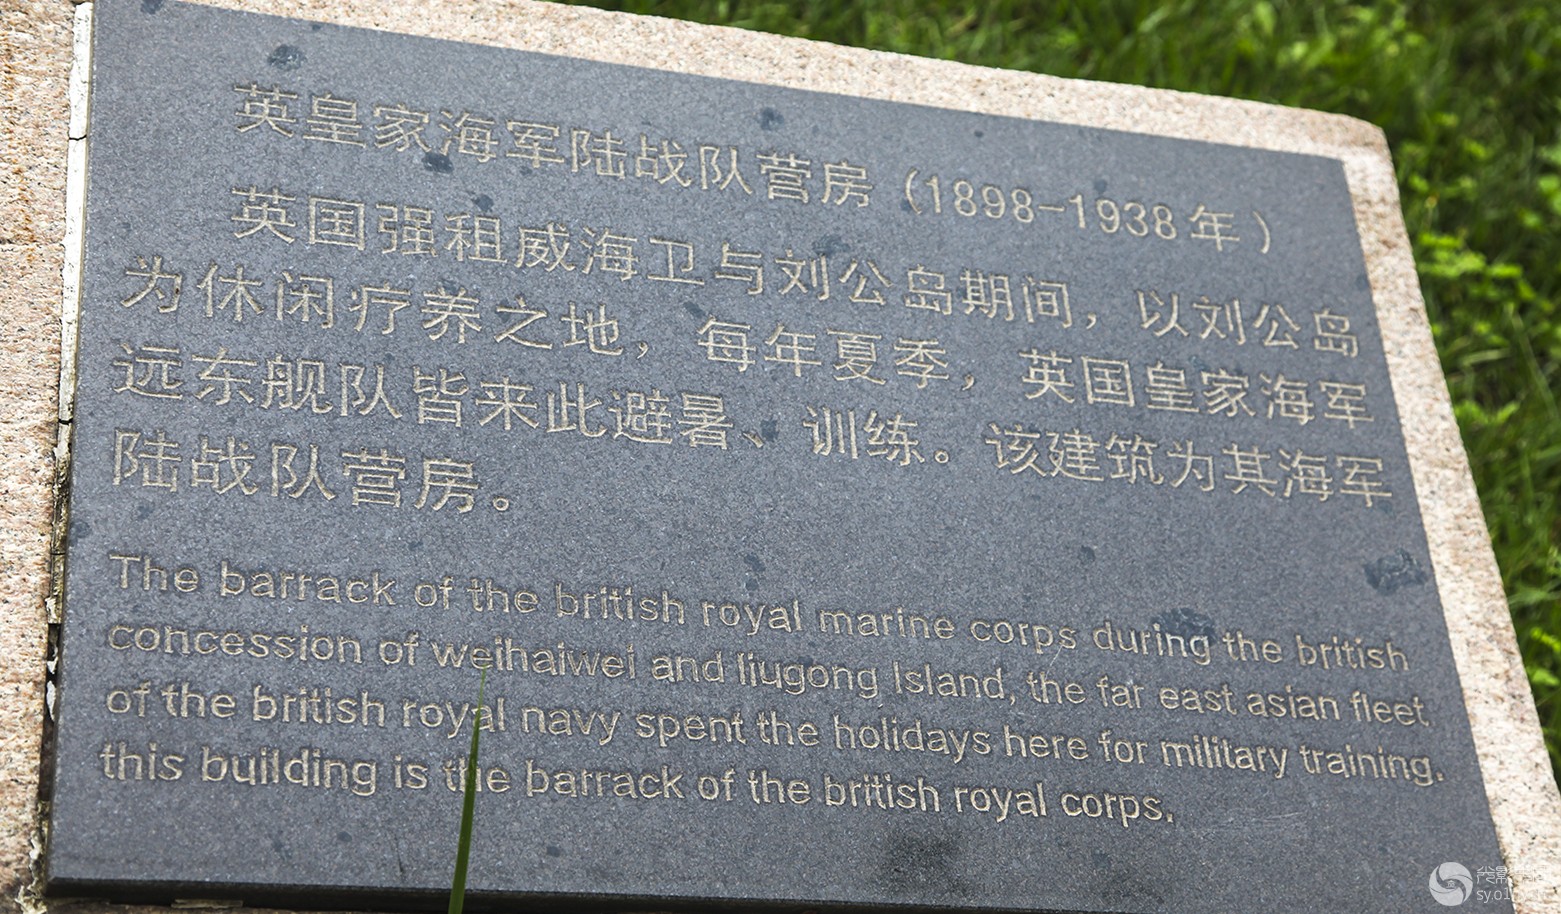 英皇家海军陆战队营房（1898-1938年）
英国强租威海卫与刘公岛期间，以刘公岛
为休闲疗养之地，每年夏季，英国皇家海军
远东舰队皆来此避暑、训练。该建筑为其海军
陆战队营房。
The barrack of the british royal marine corps during the british
concession of weihaiwei and liugong Island, the far east asian fleet
of the british royal navy spent the holidays here for military training.
this building is the barrack of the british royal corps.